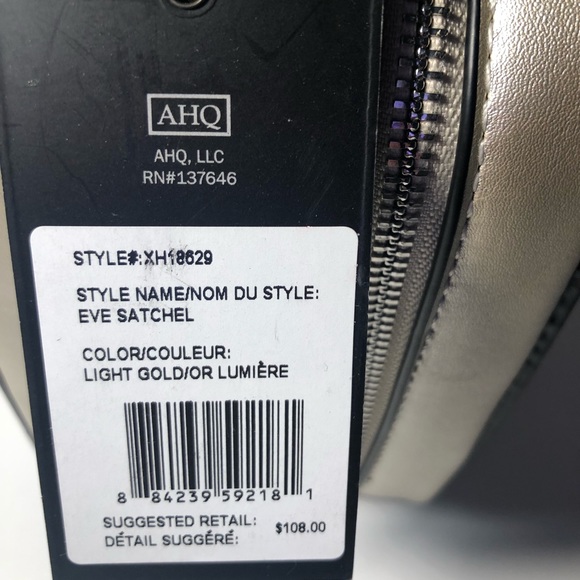 AHQ
AHQ, LLC
RN#137646
STYLE#:XH18629
STYLE NAME/NOM DU STYLE:
EVE SATCHEL
COLOR/COULEUR:
LIGHT GOLD/OR LUMIÈRE
8 84239 59218 1
SUGGESTED RETAIL: $108.00
DÉTAIL SUGGÉRÉ: